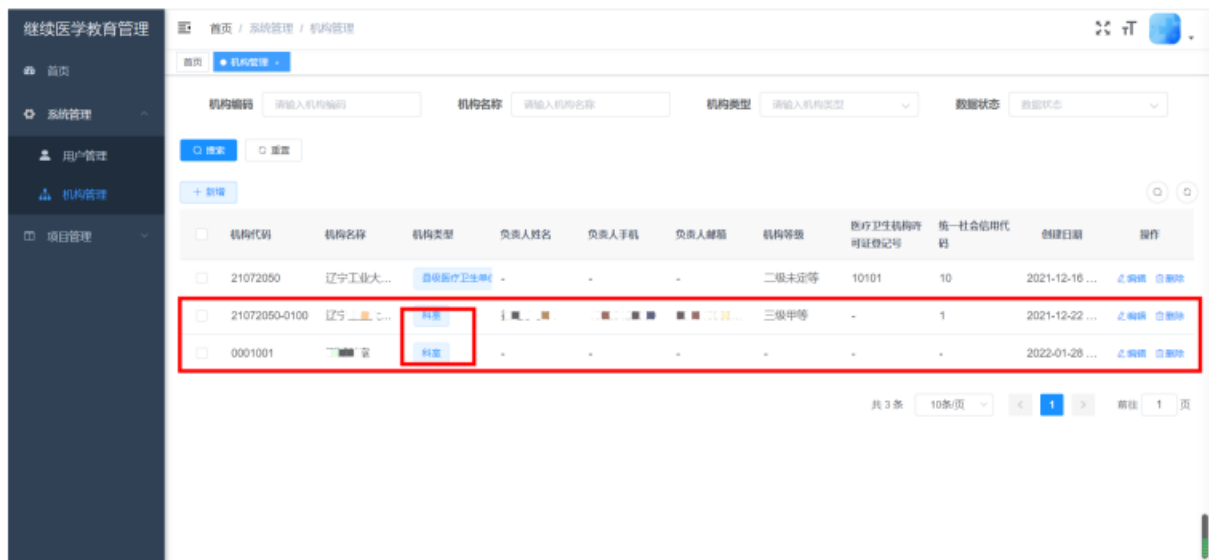 继续医学教育管理
首页 / 系统管理 / 机构管理
首页
机构管理
首页
系统管理
用户管理
机构管理
项目管理
机构编码 请输入机构编码 机构名称 请输入机构名称 机构类型 请输入机构类型 数据状态 数据状态
搜索 重置
+ 新增
机构代码 机构名称 机构类型 负责人姓名 负责人手机 负责人邮箱 机构等级 医疗卫生机构许可证登记号 统一社会信用代码 创建日期 操作
21072050 辽宁工业大... 县级医疗卫生单位 - - - 二级未定等 10101 10 2021-12-16 ... 编辑 删除
21072050-0100 辽宁 ... 科室 三级甲等 - 1 2021-12-22 ... 编辑 删除
0001001 科室 - - - - - - 2022-01-28 ... 编辑 删除
共 3 条 10条/页 < 1 > 前往 1 页